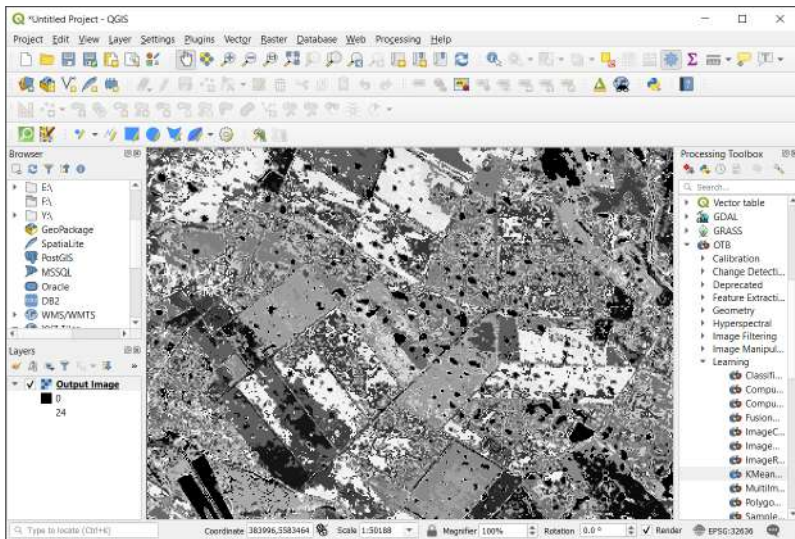 *Untitled Project - QGIS
Project Edit View Layer Settings Plugins Vector Raster Database Web Processing Help
Browser
E:\
F:\
Y:\
GeoPackage
SpatiaLite
PostGIS
MSSQL
Oracle
DB2
WMS/WMTS
Layers
Output Image
0
24
Processing Toolbox
Search...
Vector table
GDAL
GRASS
OTB
Calibration
Change Detecti...
Deprecated
Feature Extracti...
Geometry
Hyperspectral
Image Filtering
Image Manipul...
Learning
Classifi...
Compu...
Compu...
Fusion...
ImageC...
Image...
ImageR...
KMean...
MultiIm...
Polygo...
Sample...
Type to locate (Ctrl+K) Coordinate 383996,5583464 Scale 1:50188 Magnifier 100% Rotation 0.0 ° Render EPSG:32636